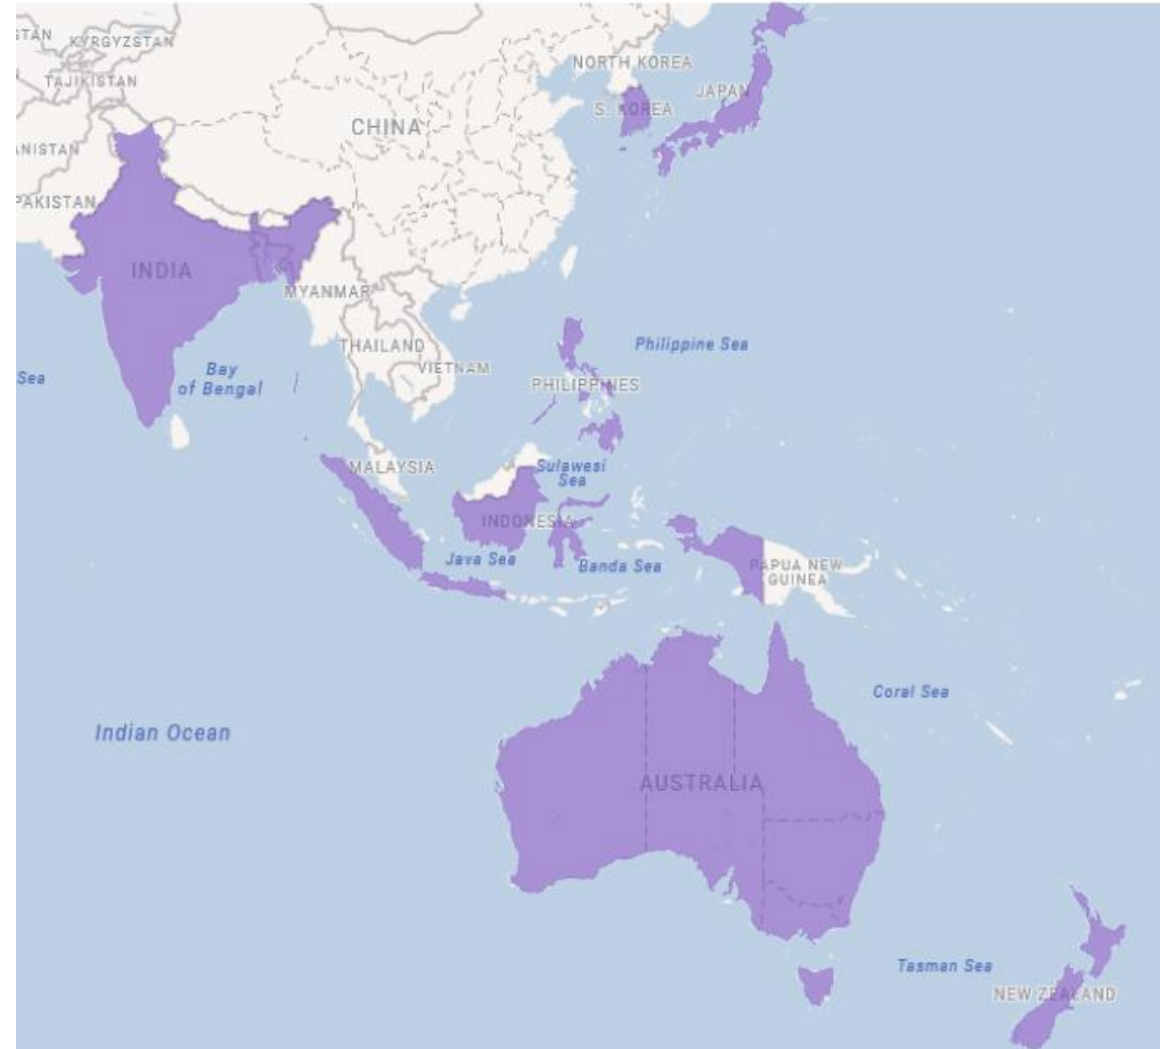 STAN
KYRGYZSTAN
TAJIKISTAN
ANISTAN
PAKISTAN
CHINA
NORTH KOREA
S. KOREA
JAPAN
INDIA
MYANMAR
THAILAND
VIETNAM
Bay
of Bengal
Sea
Philippine Sea
PHILIPPINES
MALAYSIA
Sulawesi
Sea
INDONESIA
Java Sea
Banda Sea
PAPUA NEW
GUINEA
Coral Sea
Indian Ocean
AUSTRALIA
Tasman Sea
NEW ZEALAND